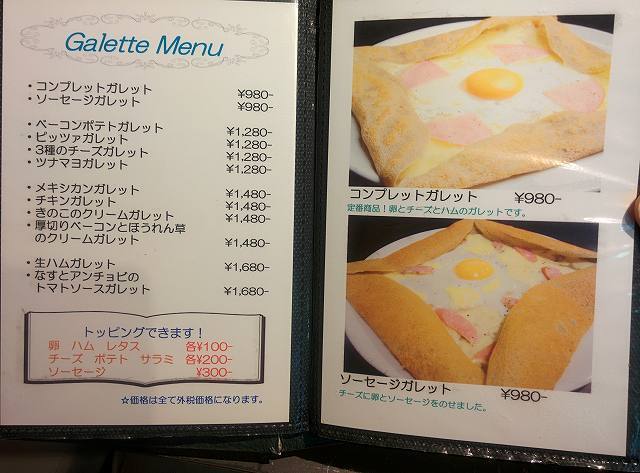 Galette Menu
・コンプレットガレット ¥980-
・ソーセージガレット ¥980-
・ベーコンポテトガレット ¥1,280-
・ピッツァガレット ¥1,280-
・3種のチーズガレット ¥1,280-
・ツナマヨガレット ¥1,280-
・メキシカンガレット ¥1,480-
・チキンガレット ¥1,480-
・きのこのクリームガレット ¥1,480-
・厚切りベーコンとほうれん草
のクリームガレット ¥1,480-
・生ハムガレット ¥1,680-
・なすとアンチョビの
トマトソースガレット ¥1,680-
トッピングできます！
卵 ハム レタス 各¥100-
チーズ ポテト サラミ 各¥200-
ソーセージ ¥300-
☆価格は全て外税価格になります。
コンプレットガレット ¥980-
定番商品！卵とチーズとハムのガレットです。
ソーセージガレット ¥980-
チーズに卵とソーセージをのせました。